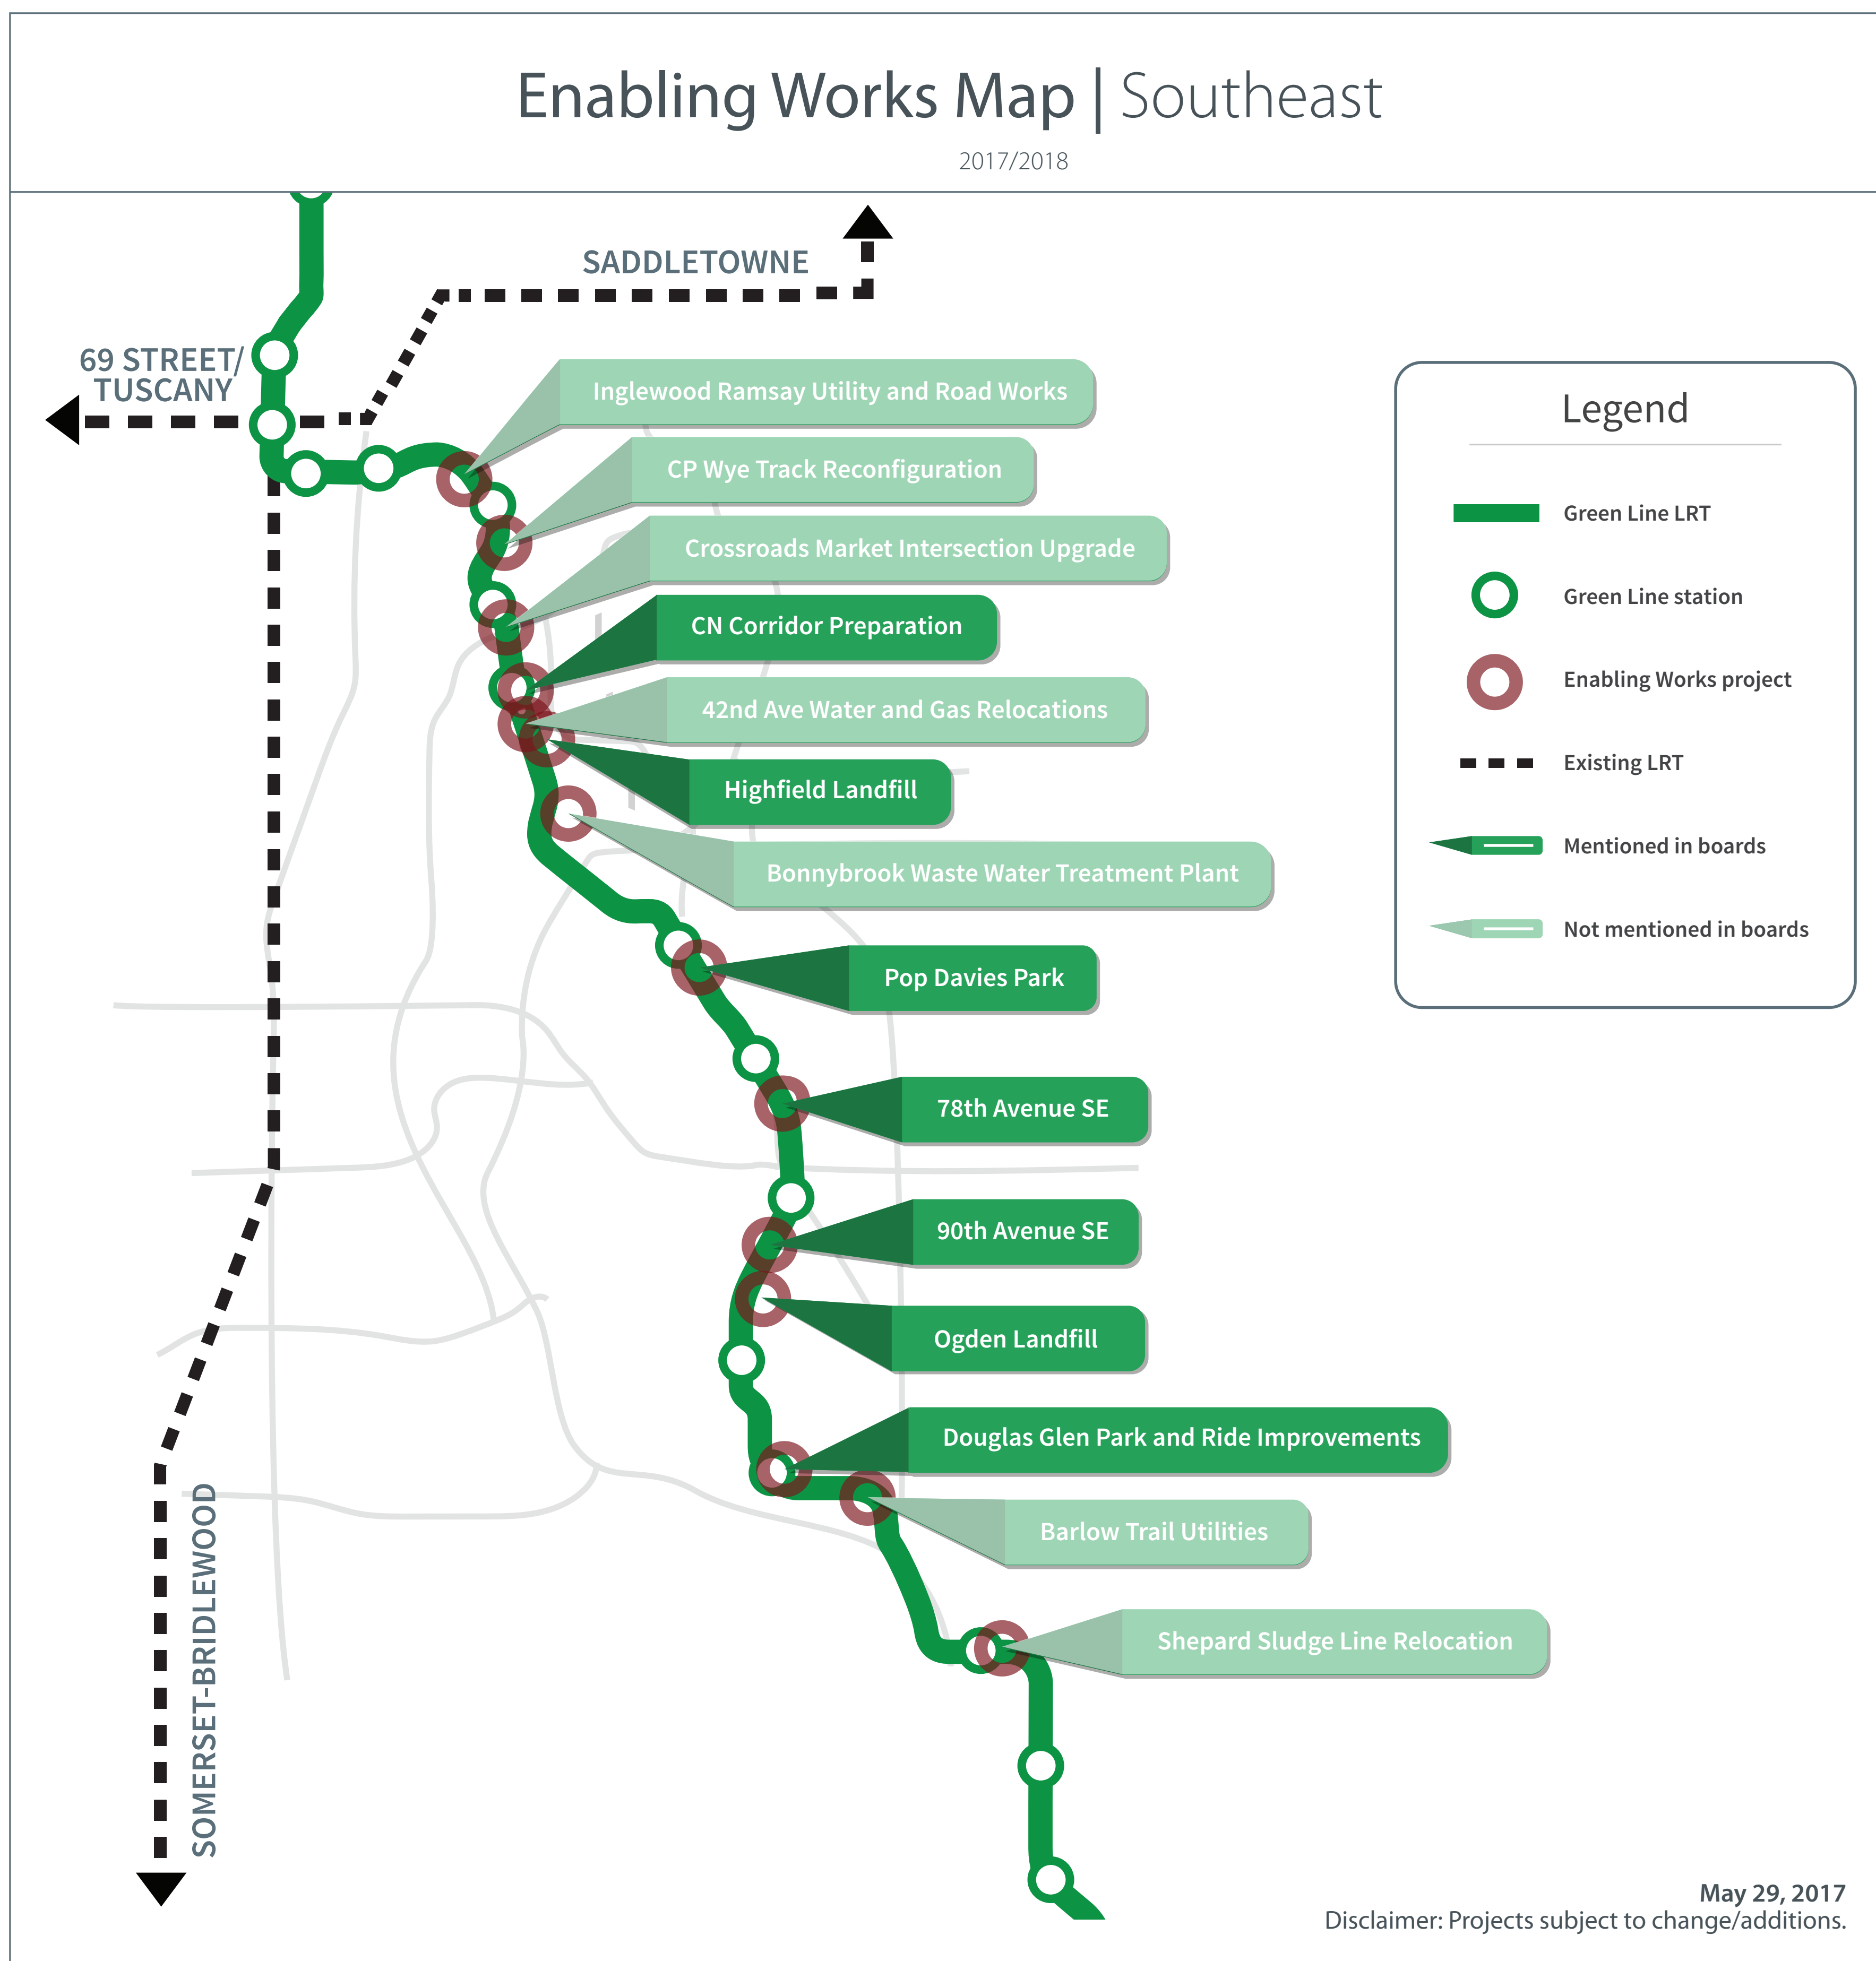 Enabling Works Map | Southeast
2017/2018
SADDLETOWNE
69 STREET/
TUSCANY
Inglewood Ramsay Utility and Road Works
CP Wye Track Reconfiguration
Crossroads Market Intersection Upgrade
CN Corridor Preparation
42nd Ave Water and Gas Relocations
Highfield Landfill
Bonnybrook Waste Water Treatment Plant
Pop Davies Park
78th Avenue SE
90th Avenue SE
Ogden Landfill
Douglas Glen Park and Ride Improvements
Barlow Trail Utilities
Shepard Sludge Line Relocation
SOMERSET-BRIDLEWOOD
Legend
Green Line LRT
Green Line station
Enabling Works project
Existing LRT
Mentioned in boards
Not mentioned in boards
May 29, 2017
Disclaimer: Projects subject to change/additions.